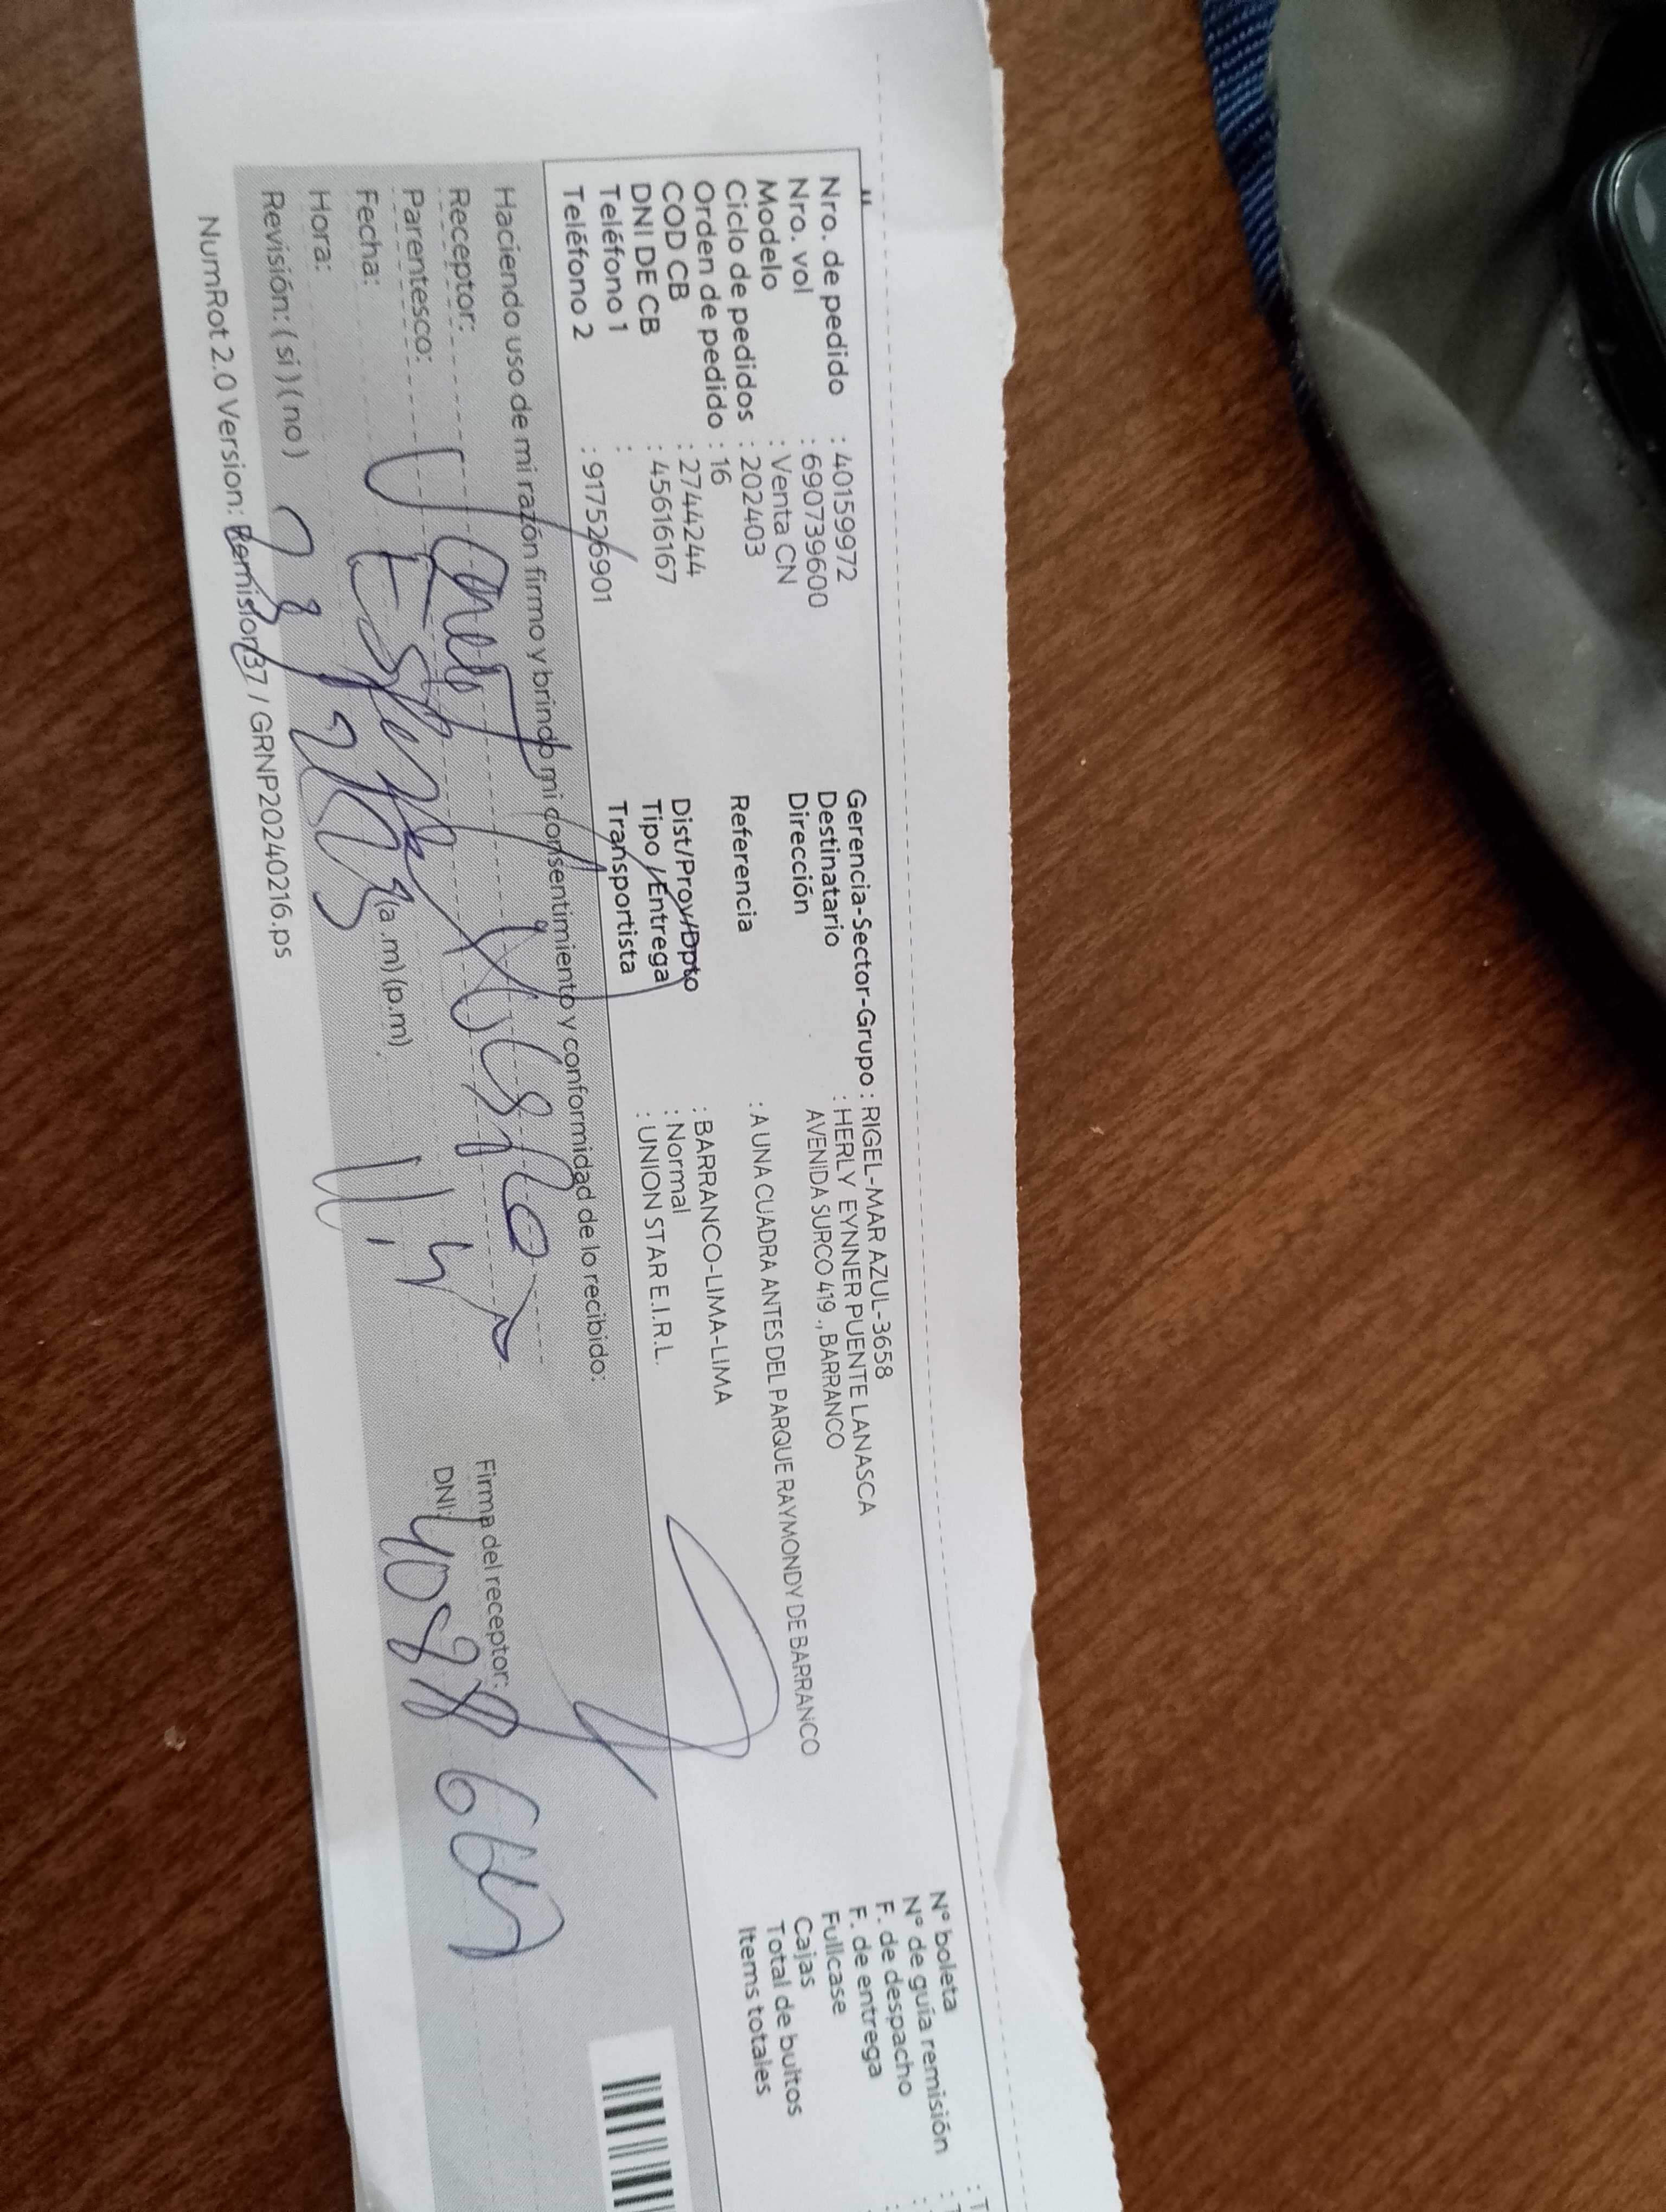 Nro. de pedido : 40159972
Nro. vol : 6907339600
Modelo : Venta CN
Ciclo de pedidos : 202403
Orden de pedido : 16
COD CB : 27442444
DNI DE CB : 45616167
Teléfono 1 :
Teléfono 2 : 917526901
Gerencia-Sector-Grupo : RIGEL-MAR AZUL-3658
Destinatario : HERLY EYNNER PUENTE LANASCA
Dirección AVENIDA SURCO 419 ., BARRANCO
Referencia : A UNA CUADRA ANTES DEL PARQUE RAYMONDY DE BARRANCO
Dist/Prov/Dpto : BARRANCO-LIMA-LIMA
Tipo / Entrega : Normal
Transportista : UNION STAR E.I.R.L.
N° boleta
N° de guía remisión
F. de despacho
F. de entrega
Fullcase
Cajas
Total de bultos
Items totales
Haciendo uso de mi razón firmo y brindo mi consentimiento y conformidad de lo recibido:
Receptor:
Parentesco:
Fecha:
Hora: (a.m) (p.m)
Revisión: ( si ) ( no )
Firma del receptor:
DNI:
NumRot 2.0 Version: Remision37 / GRNP20240216.ps